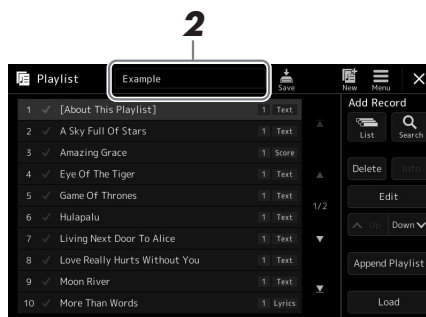 2
Playlist Example Save New Menu
Add Record
List Search
1 [About This Playlist] 1 Text
2 A Sky Full Of Stars 1 Text
3 Amazing Grace 1 Score
4 Eye Of The Tiger 1 Text
5 Game Of Thrones 1 Text
6 Hulapalu 1 Text
7 Living Next Door To Alice 1 Text
8 Love Really Hurts Without You 1 Text
9 Moon River 1 Text
10 More Than Words 1 Lyrics
1/2
Delete Info
Edit
Up Down
Append Playlist
Load